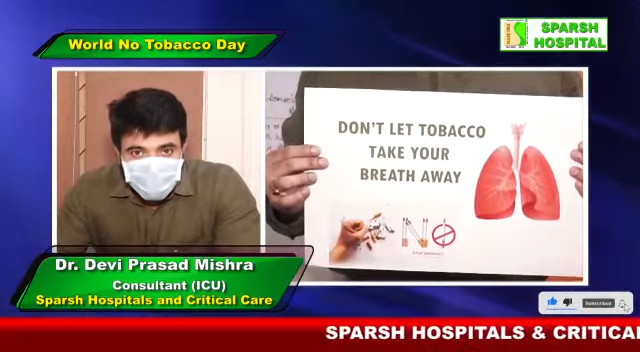 World No Tobacco Day
SPARSH
HOSPITAL
DON'T LET TOBACCO
TAKE YOUR
BREATH AWAY
NO
Dr. Devi Prasad Mishra
Consultant (ICU)
Sparsh Hospitals and Critical Care
Subscribed
SPARSH HOSPITALS & CRITICAL